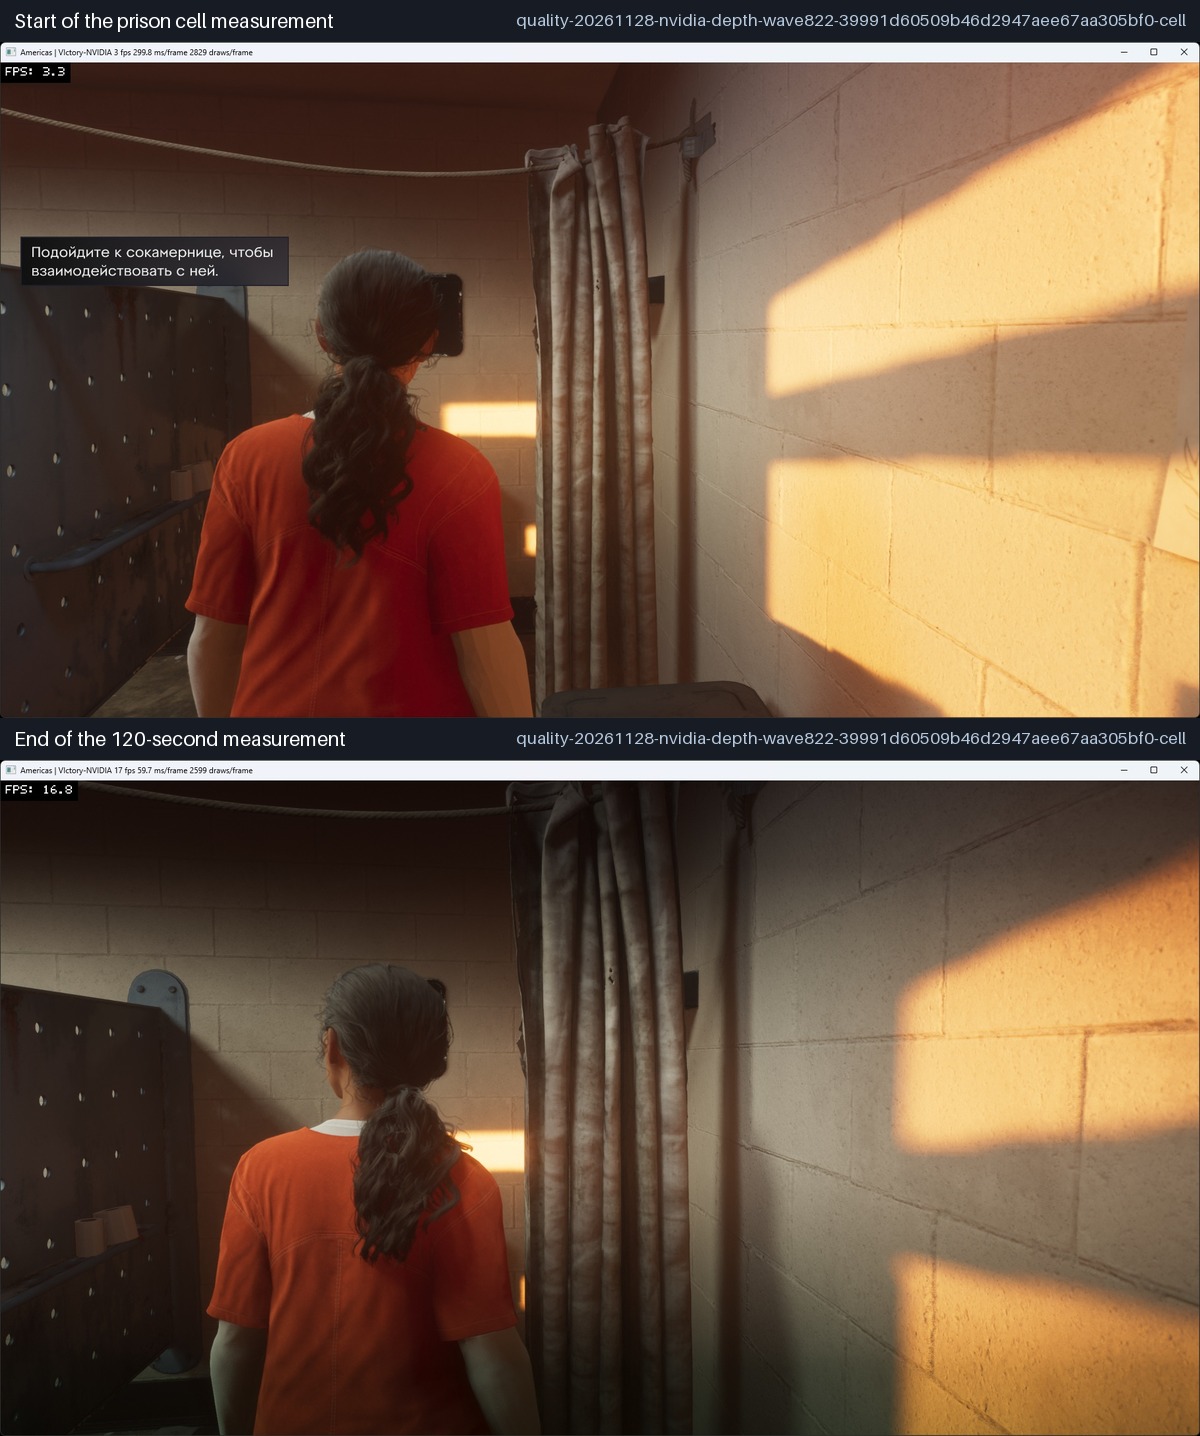 Start of the prison cell measurement
quality-20261128-nvidia-depth-wave822-39991d60509b46d2947aee67aa305bf0-cell
Americas | VIctory-NVIDIA 3 fps 299.8 ms/frame 2829 draws/frame
FPS: 3.3
Подойдите к сокамернице, чтобы
взаимодействовать с ней.
End of the 120-second measurement
quality-20261128-nvidia-depth-wave822-39991d60509b46d2947aee67aa305bf0-cell
Americas | VIctory-NVIDIA 17 fps 59.7 ms/frame 2599 draws/frame
FPS: 16.8